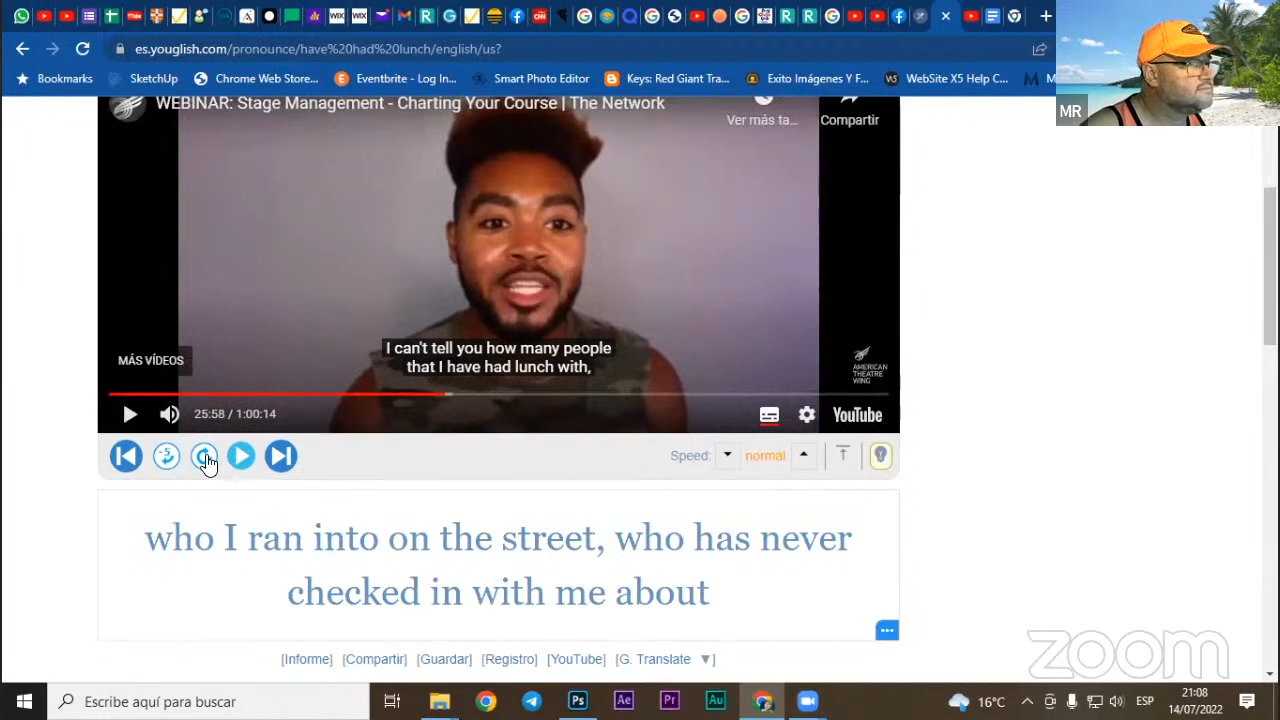 es.youglish.com/pronounce/have%20had%20lunch/english/us?
Bookmarks
SketchUp
Chrome Web Store...
Eventbrite - Log In...
Smart Photo Editor
Keys: Red Giant Tra...
Exito Imágenes Y F...
WebSite X5 Help C...
MR
WEBINAR: Stage Management - Charting Your Course | The Network
Ver más ta...
Compartir
I can't tell you how many people
that I have had lunch with,
MÁS VÍDEOS
AMERICAN
THEATRE
WING
25:58 / 1:00:14
YouTube
5
Speed:
normal
who I ran into on the street, who has never
checked in with me about
[Informe] [Compartir] [Guardar] [Registro] [YouTube] [G. Translate ▼]
zoom
Escribe aquí para buscar
Ps
Ae
Pr
Au
16°C
ESP
21:08
14/07/2022